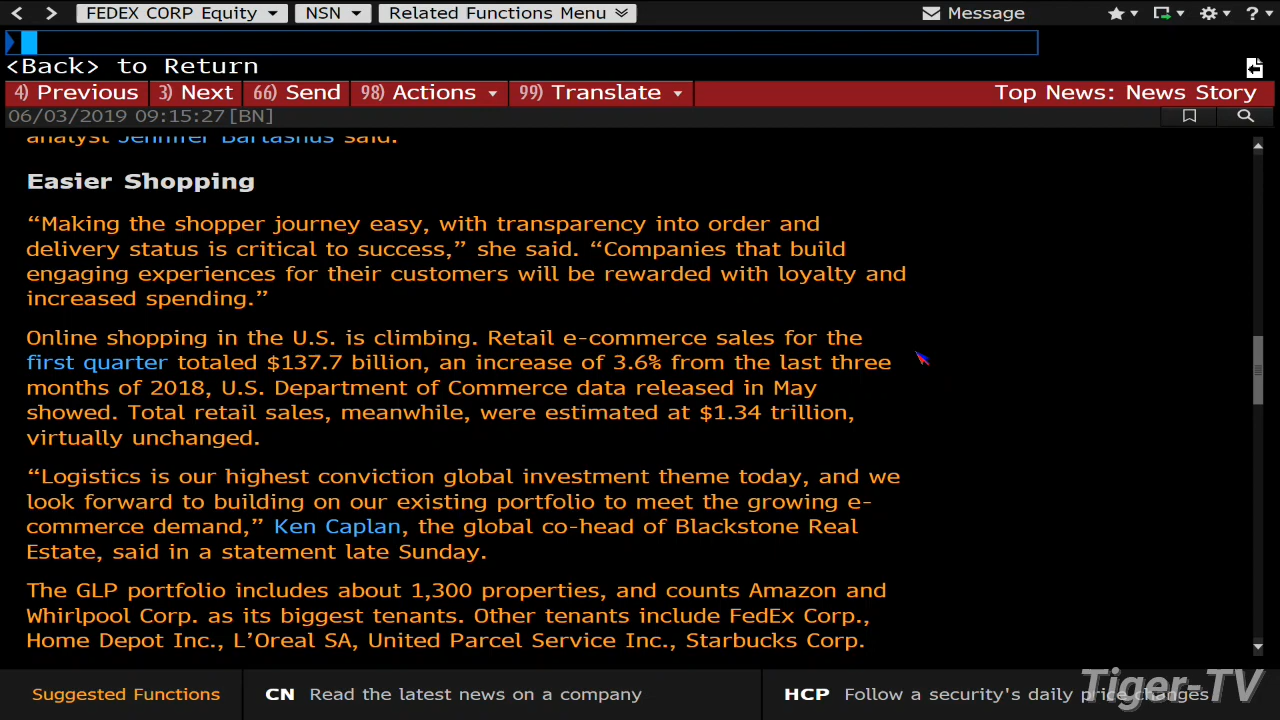 FEDEX CORP Equity NSN Related Functions Menu Message
<Back> to Return
4) Previous 3) Next 66) Send 98) Actions 99) Translate Top News: News Story
06/03/2019 09:15:27[BN]
analyst Jennifer Bartashus said.
Easier Shopping
“Making the shopper journey easy, with transparency into order and
delivery status is critical to success,” she said. “Companies that build
engaging experiences for their customers will be rewarded with loyalty and
increased spending.”
Online shopping in the U.S. is climbing. Retail e-commerce sales for the
first quarter totaled $137.7 billion, an increase of 3.6% from the last three
months of 2018, U.S. Department of Commerce data released in May
showed. Total retail sales, meanwhile, were estimated at $1.34 trillion,
virtually unchanged.
“Logistics is our highest conviction global investment theme today, and we
look forward to building on our existing portfolio to meet the growing e-
commerce demand,” Ken Caplan, the global co-head of Blackstone Real
Estate, said in a statement late Sunday.
The GLP portfolio includes about 1,300 properties, and counts Amazon and
Whirlpool Corp. as its biggest tenants. Other tenants include FedEx Corp.,
Home Depot Inc., L’Oreal SA, United Parcel Service Inc., Starbucks Corp.
Suggested Functions CN Read the latest news on a company HCP Follow a security's daily price changes
Tiger-TV